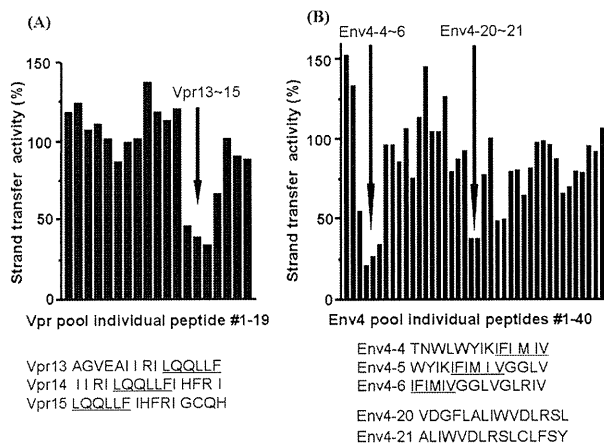 (A)
Strand transfer activity (%)
150
100
50
0
Vpr13~15
Vpr pool individual peptide #1-19
Vpr13 AGVEAI I RI LQQLLF
Vpr14 I I RI LQQLLFI HFR I
Vpr15 LQQLLF IHFRI GCQH
(B)
Strand transfer activity (%)
150
100
50
0
Env4-4~6
Env4-20~21
Env4 pool individual peptides #1-40
Env4-4 TNWLWYIKIFI M IV
Env4-5 WYIKIFIM I VGGLV
Env4-6 IFIMIVGGLVGLRIV
Env4-20 VDGFLALIWVDLRSL
Env4-21 ALIWVDLRSLCLFSY